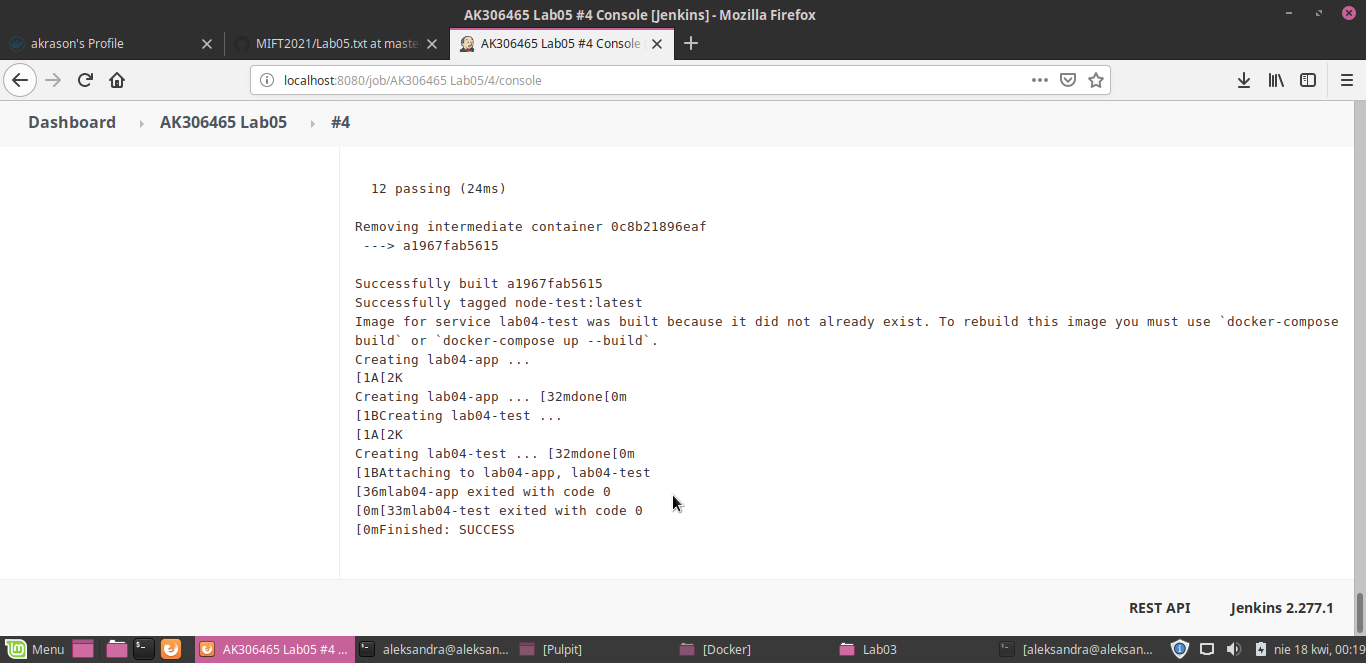 AK306465 Lab05 #4 Console [Jenkins] - Mozilla Firefox
akrason's Profile
MIFT2021/Lab05.txt at maste
AK306465 Lab05 #4 Console
localhost:8080/job/AK306465 Lab05/4/console
Dashboard AK306465 Lab05 #4
12 passing (24ms)
Removing intermediate container 0c8b21896eaf
---> a1967fab5615
Successfully built a1967fab5615
Successfully tagged node-test:latest
Image for service lab04-test was built because it did not already exist. To rebuild this image you must use `docker-compose
build` or `docker-compose up --build`.
Creating lab04-app ...
[1A[2K
Creating lab04-app ... [32mdone[0m
[1BCreating lab04-test ...
[1A[2K
Creating lab04-test ... [32mdone[0m
[1BAttaching to lab04-app, lab04-test
[36mlab04-app exited with code 0
[0m[33mlab04-test exited with code 0
[0mFinished: SUCCESS
REST API Jenkins 2.277.1
Menu AK306465 Lab05 #4 ... aleksandra@aleksan... [Pulpit] [Docker] Lab03 [aleksandra@aleksan... nie 18 kwi, 00:19